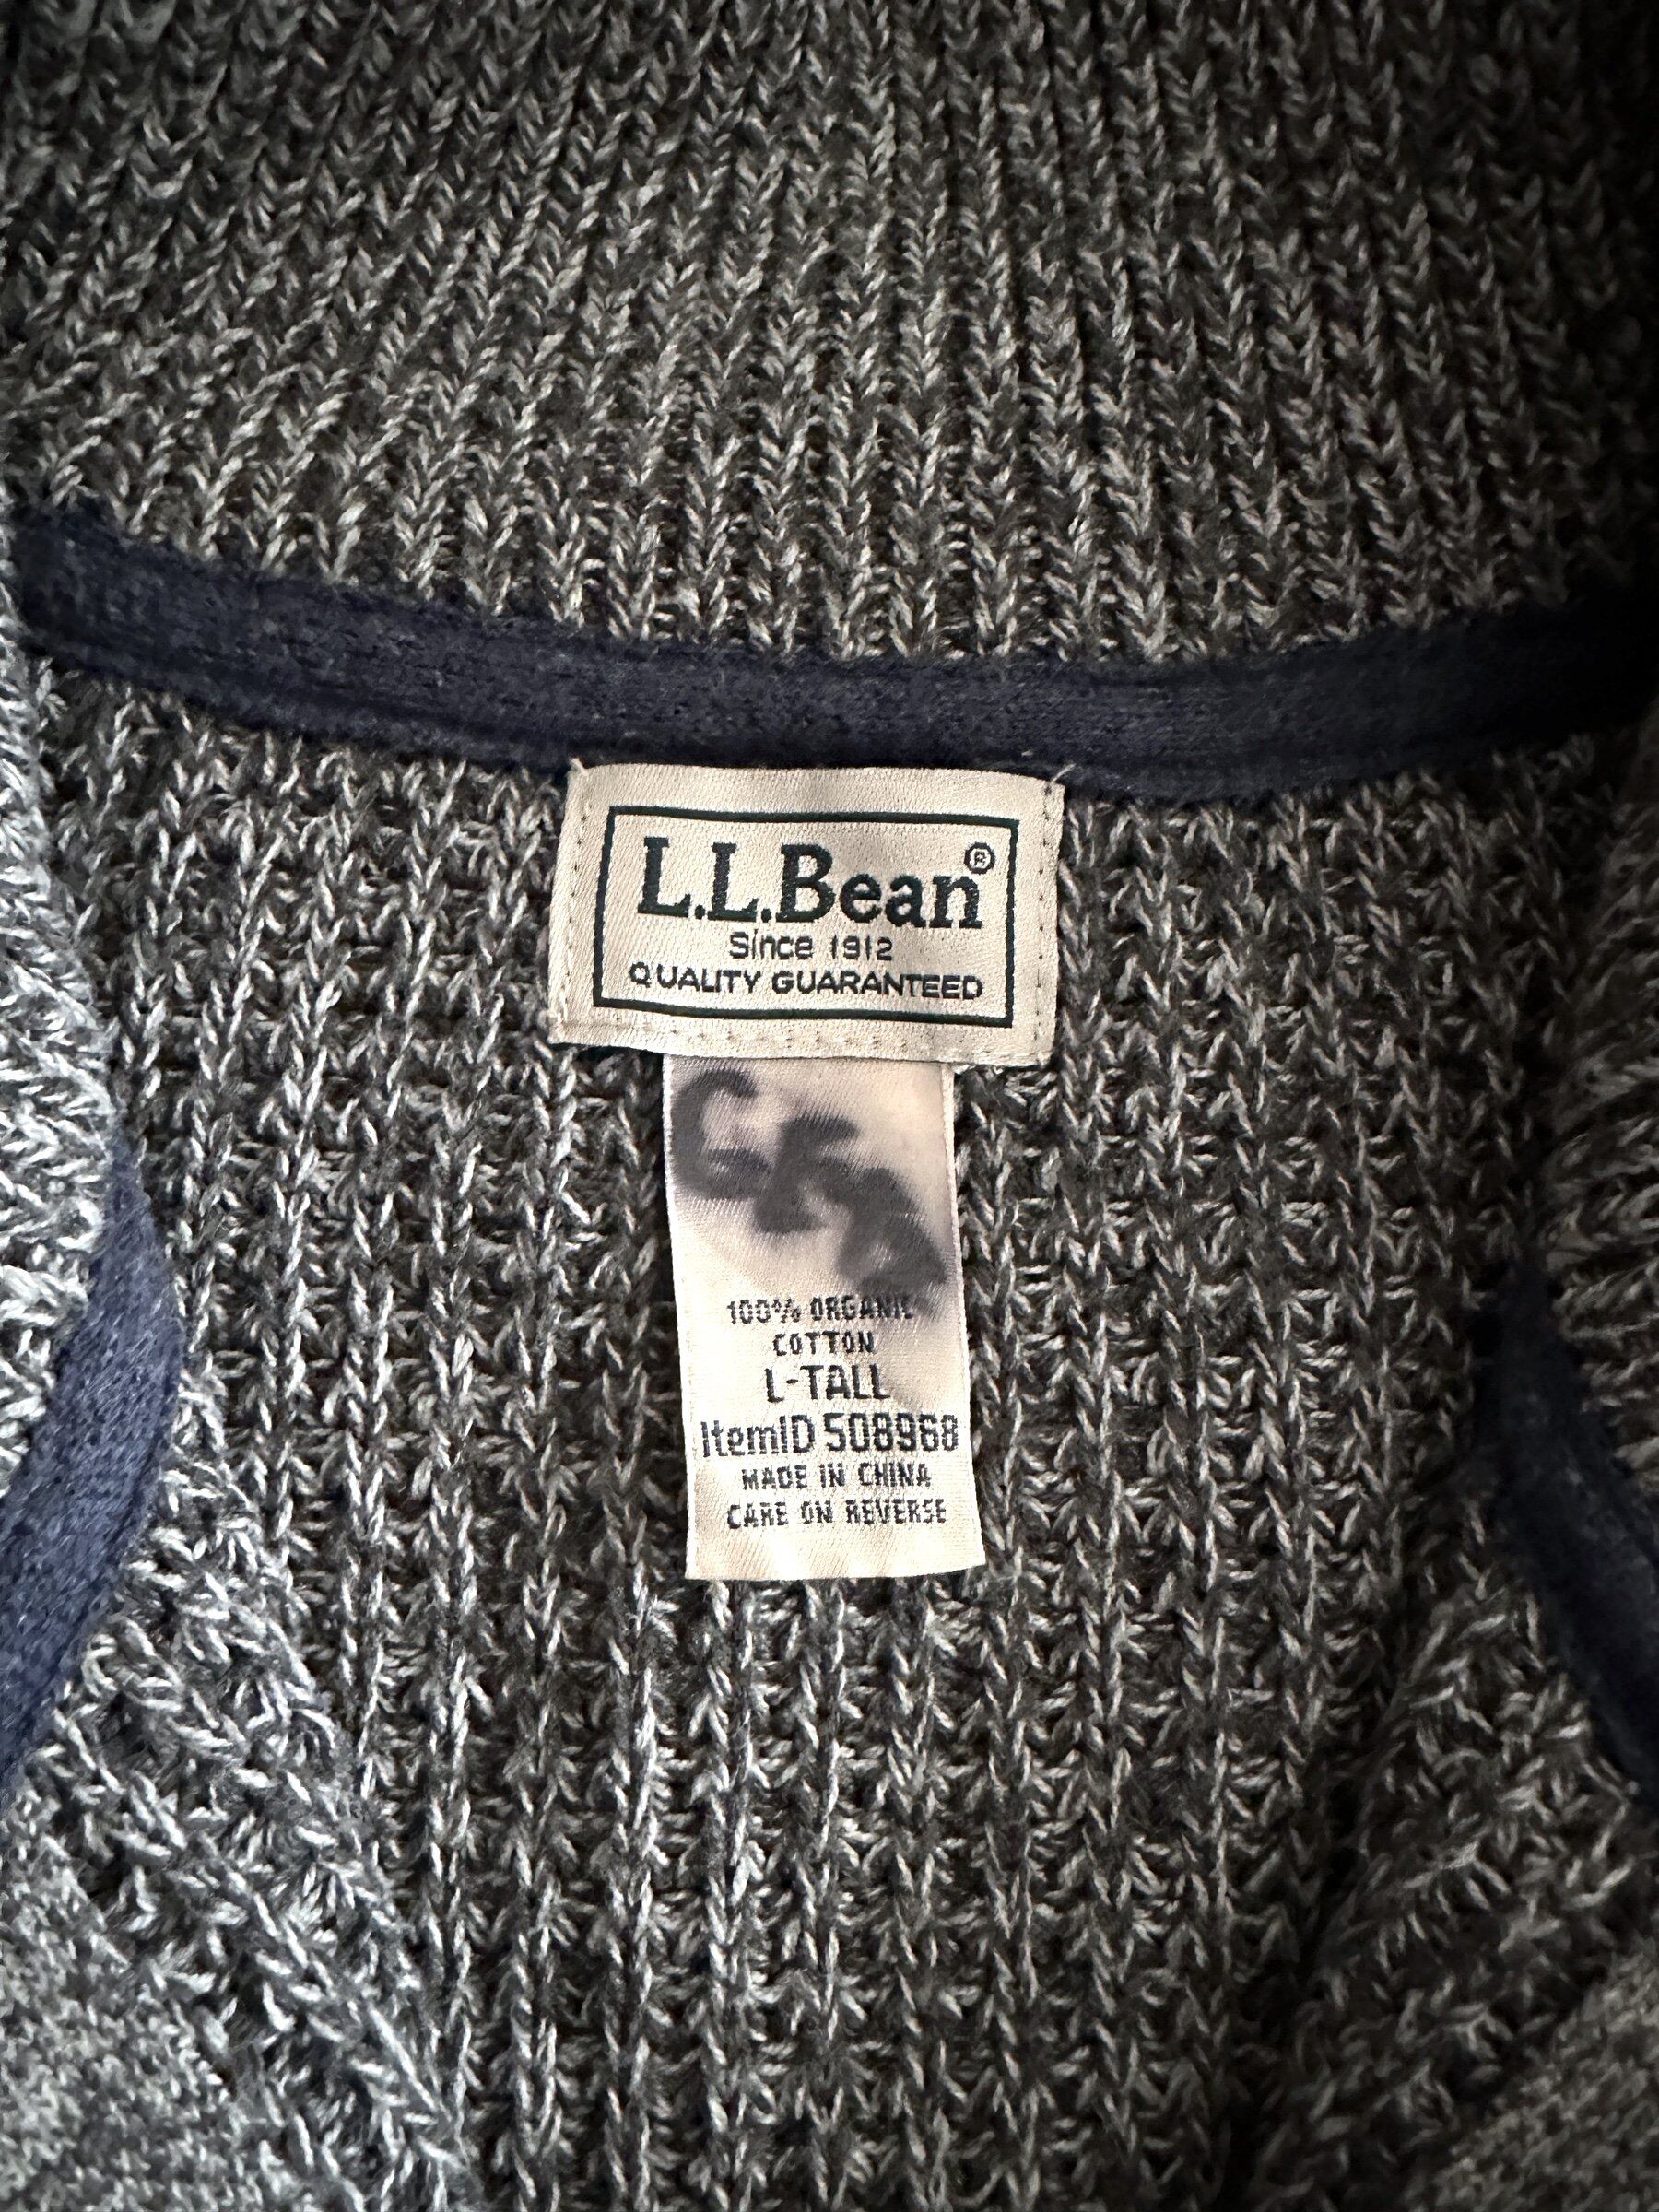 L.L.Bean®
Since 1912
QUALITY GUARANTEED
100% ORGANIC
COTTON
L-TALL
ItemID 508968
MADE IN CHINA
CARE ON REVERSE